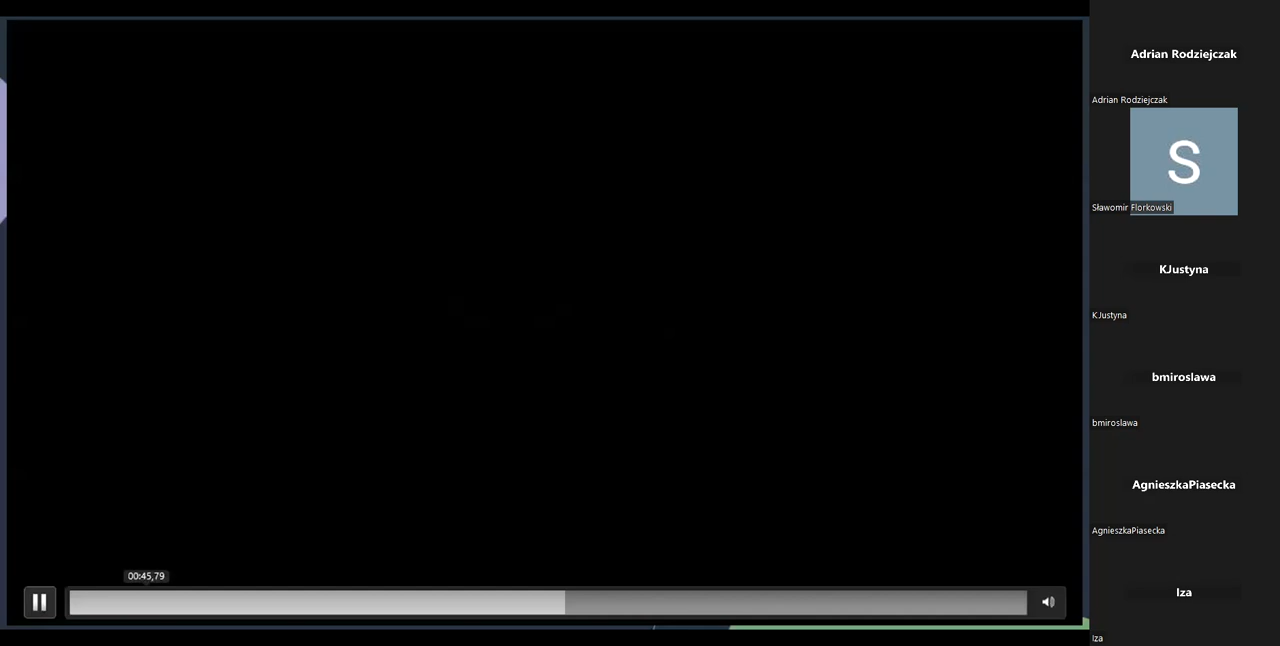 Adrian Rodziejczak
Adrian Rodziejczak
S
Sławomir Florkowski
KJustyna
KJustyna
bmiroslawa
bmiroslawa
AgnieszkaPiasecka
AgnieszkaPiasecka
00:45,79
Iza
Iza